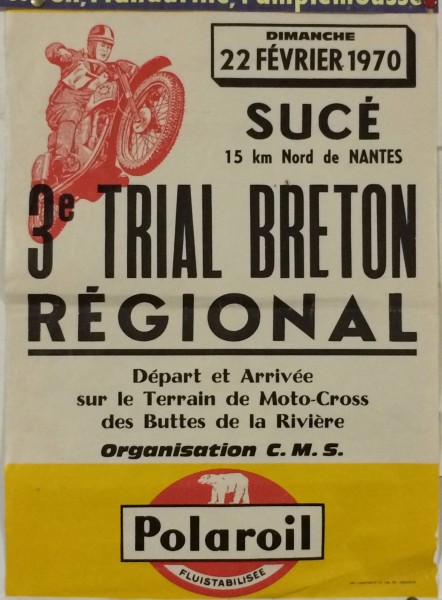 DIMANCHE
22 FÉVRIER 1970
SUCÉ
15 km Nord de NANTES
3e TRIAL BRETON
RÉGIONAL
Départ et Arrivée
sur le Terrain de Moto-Cross
des Buttes de la Rivière
Organisation C. M. S.
Polaroil
FLUISTABILISÉE